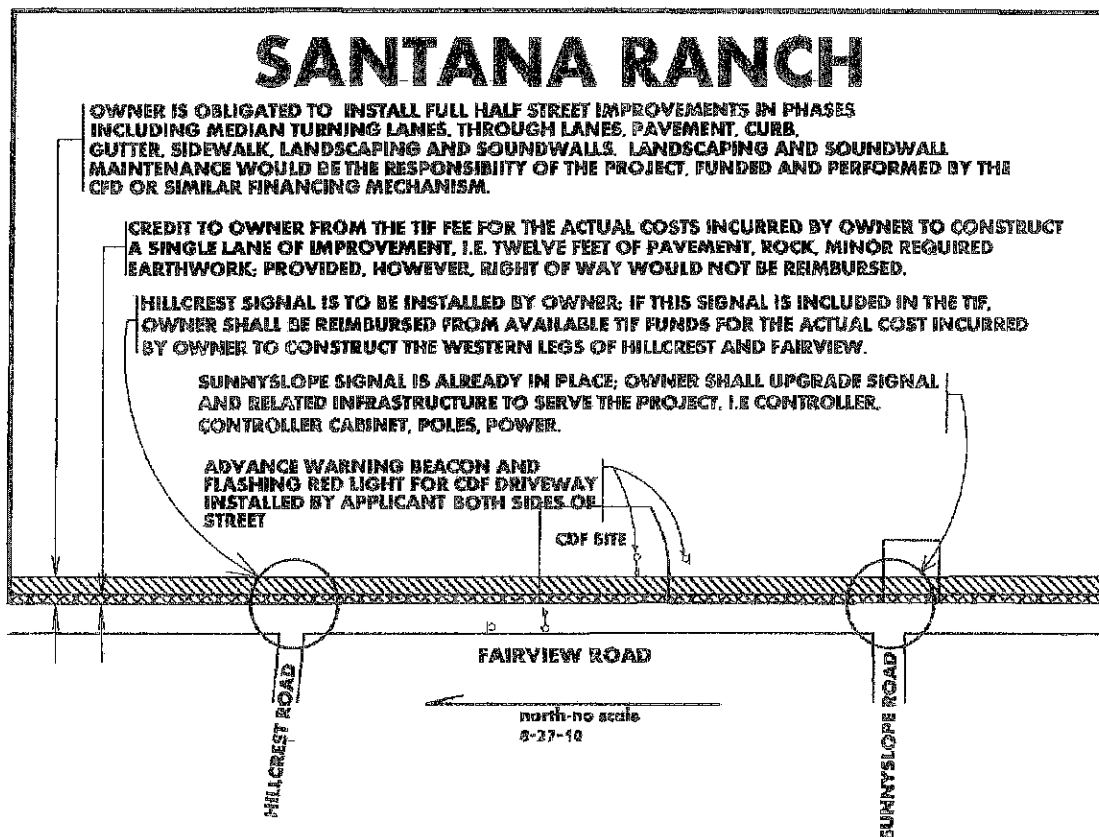 SANTANA RANCH
OWNER IS OBLIGATED TO INSTALL FULL HALF STREET IMPROVEMENTS IN PHASES
INCLUDING MEDIAN TURNING LANES, THROUGH LANES, PAVEMENT, CURB,
GUTTER, SIDEWALK, LANDSCAPING AND SOUNDWALLS. LANDSCAPING AND SOUNDWALL
MAINTENANCE WOULD BE THE RESPONSIBIITY OF THE PROJECT, FUNDED AND PERFORMED BY THE
CFD OR SIMILAR FINANCING MECHANISM.
CREDIT TO OWNER FROM THE TIF FEE FOR THE ACTUAL COSTS INCURRED BY OWNER TO CONSTRUCT
A SINGLE LANE OF IMPROVEMENT, I.E. TWELVE FEET OF PAVEMENT, ROCK, MINOR REQUIRED
EARTHWORK; PROVIDED, HOWEVER, RIGHT OF WAY WOULD NOT BE REIMBURSED.
HILLCREST SIGNAL IS TO BE INSTALLED BY OWNER; IF THIS SIGNAL IS INCLUDED IN THE TIF,
OWNER SHALL BE REIMBURSED FROM AVAILABLE TIF FUNDS FOR THE ACTUAL COST INCURRED
BY OWNER TO CONSTRUCT THE WESTERN LEGS OF HILLCREST AND FAIRVIEW.
SUNNYSLOPE SIGNAL IS ALREADY IN PLACE; OWNER SHALL UPGRADE SIGNAL
AND RELATED INFRASTRUCTURE TO SERVE THE PROJECT, I.E CONTROLLER,
CONTROLLER CABINET, POLES, POWER.
ADVANCE WARNING BEACON AND
FLASHING RED LIGHT FOR CDF DRIVEWAY
INSTALLED BY APPLICANT BOTH SIDES OF
STREET
CDF SITE
FAIRVIEW ROAD
HILLCREST ROAD
SUNNYSLOPE ROAD
north-no scale
8-27-10